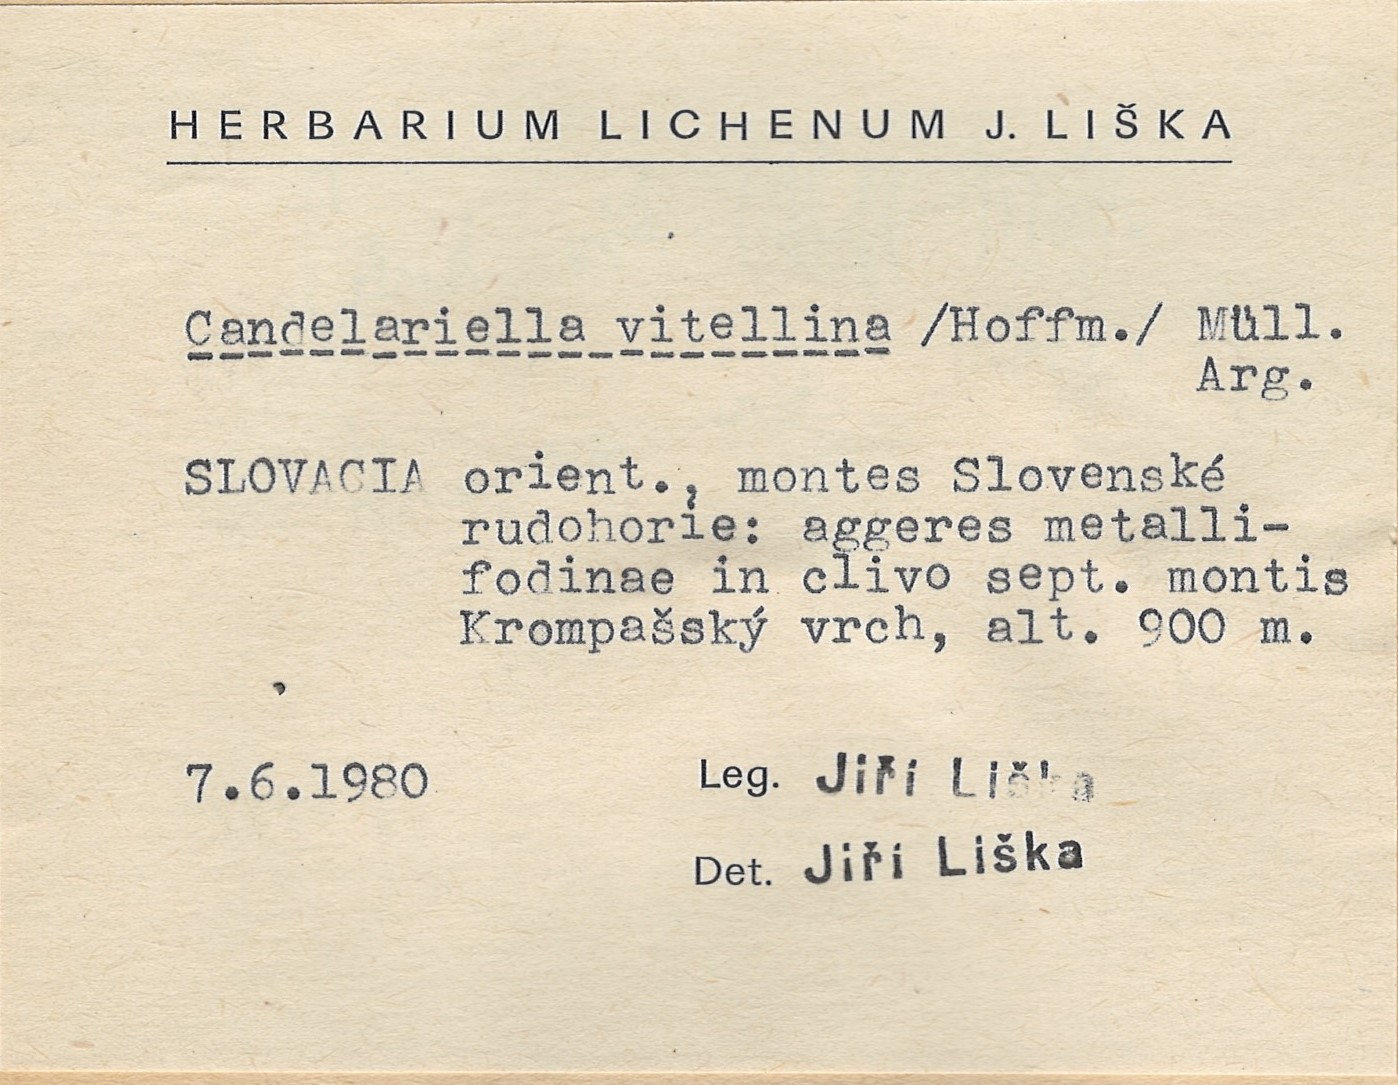 HERBARIUM LICHENUM J. LIŠKA
Candelariella vitellina /Hoffm./ Müll.
Arg.
SLOVACIA orient., montes Slovenské
rudohorie: aggeres metalli-
fodinae in clivo sept. montis
Krompašský vrch, alt. 900 m.
7.6.1980
Leg. Jiří Liška
Det. Jiří Liška